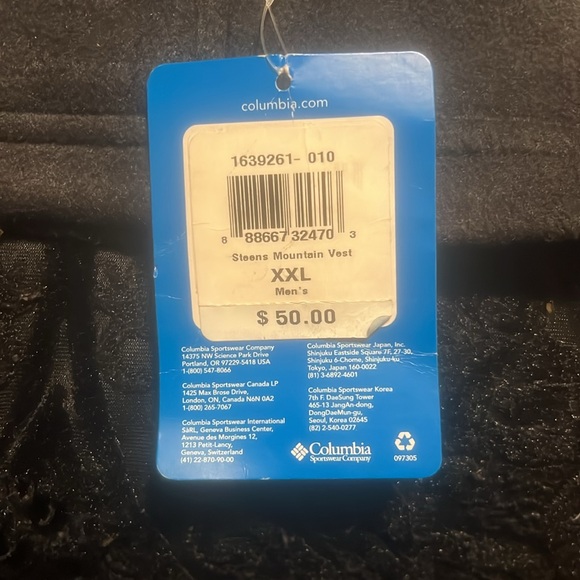 columbia.com
1639261- 010
8 88667 32470 3
Steens Mountain Vest
XXL
Men's
$ 50.00
Columbia Sportswear Company
14375 NW Science Park Drive
Portland, OR 97229-5418 USA
1-(800) 547-8066
Columbia Sportswear Canada LP
1425 Max Brose Drive,
London, ON, Canada N6N 0A2
1-(800) 265-7067
Columbia Sportswear International
SàRL, Geneva Business Center,
Avenue des Morgines 12,
1213 Petit-Lancy,
Geneva, Switzerland
(41) 22-870-90-00
Columbia Sportswear Japan, Inc.
Shinjuku Eastside Square 7F, 27-30,
Shinjuku 6-Chome, Shinjuku-ku
Tokyo, Japan 160-0022
(81) 3-6892-4601
Columbia Sportswear Korea
7th F. DaeSung Tower
465-13 JangAn-dong,
DongDaeMun-gu,
Seoul, Korea 02645
(82) 2-540-0277
Columbia
Sportswear Company
097305